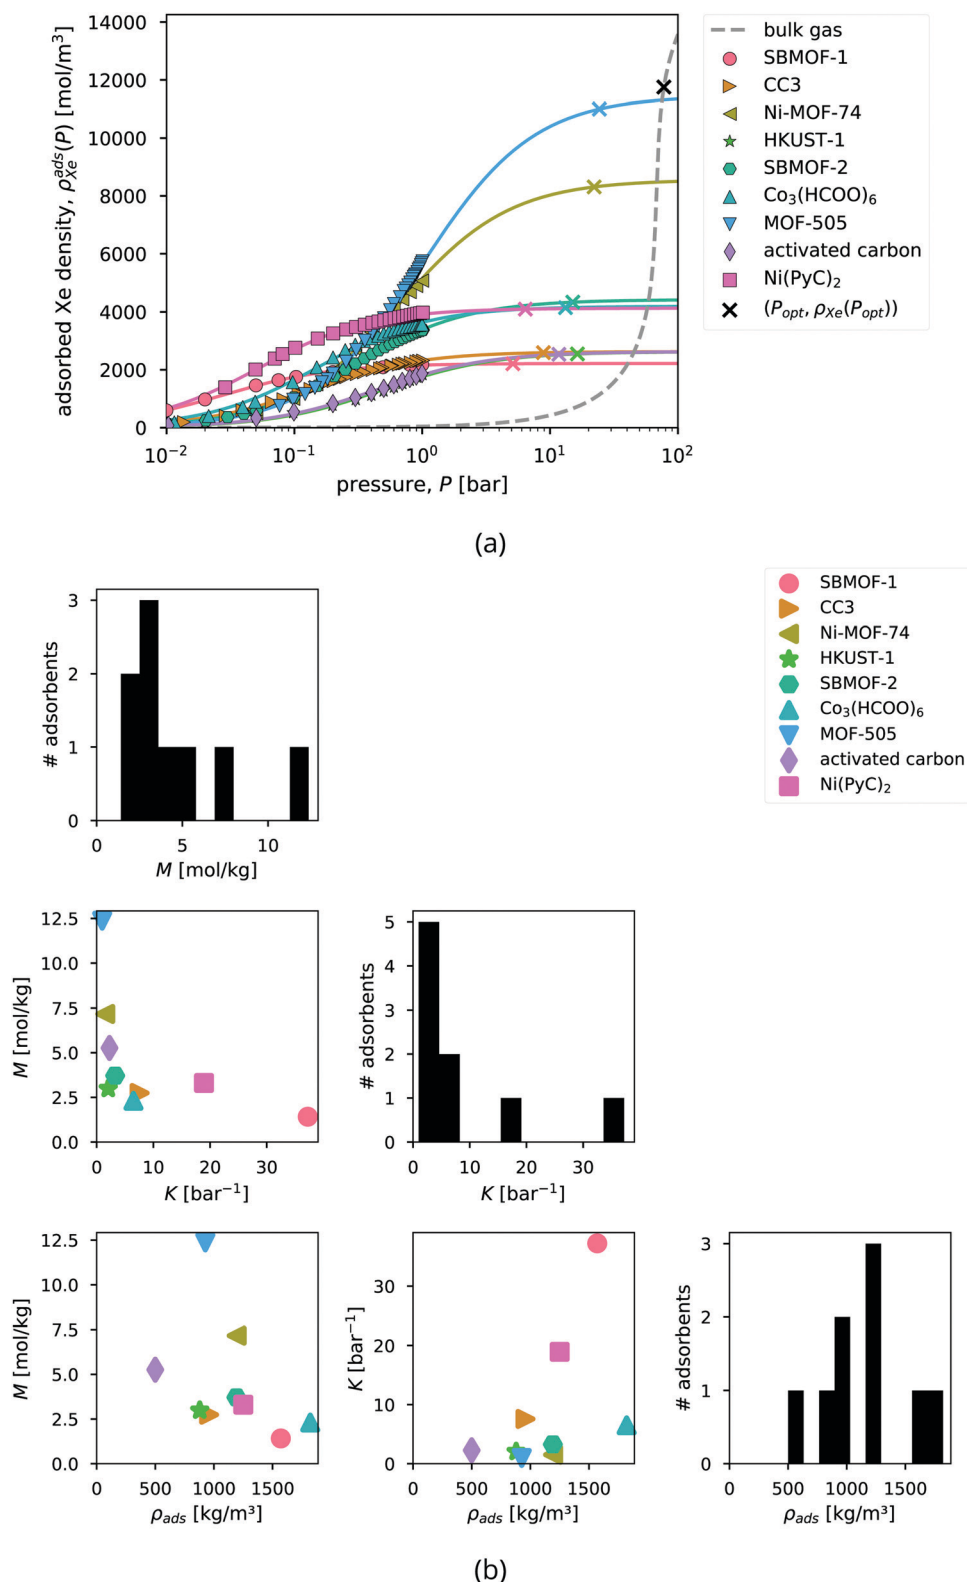 14000
12000
10000
8000
6000
4000
2000
0
adsorbed Xe density, ρ_Xe^ads(P) [mol/m³]
10⁻² 10⁻¹ 10⁰ 10¹ 10²
pressure, P [bar]
bulk gas
SBMOF-1
CC3
Ni-MOF-74
HKUST-1
SBMOF-2
Co₃(HCOO)₆
MOF-505
activated carbon
Ni(PyC)₂
(P_opt, ρ_Xe(P_opt))
(a)
3
2
1
0
# adsorbents
0 5 10
M [mol/kg]
SBMOF-1
CC3
Ni-MOF-74
HKUST-1
SBMOF-2
Co₃(HCOO)₆
MOF-505
activated carbon
Ni(PyC)₂
12.5
10.0
7.5
5.0
2.5
0.0
M [mol/kg]
0 10 20 30
K [bar⁻¹]
5
4
3
2
1
0
# adsorbents
0 10 20 30
K [bar⁻¹]
12.5
10.0
7.5
5.0
2.5
0.0
M [mol/kg]
0 500 1000 1500
ρ_ads [kg/m³]
30
20
10
0
K [bar⁻¹]
0 500 1000 1500
ρ_ads [kg/m³]
3
2
1
0
# adsorbents
0 500 1000 1500
ρ_ads [kg/m³]
(b)